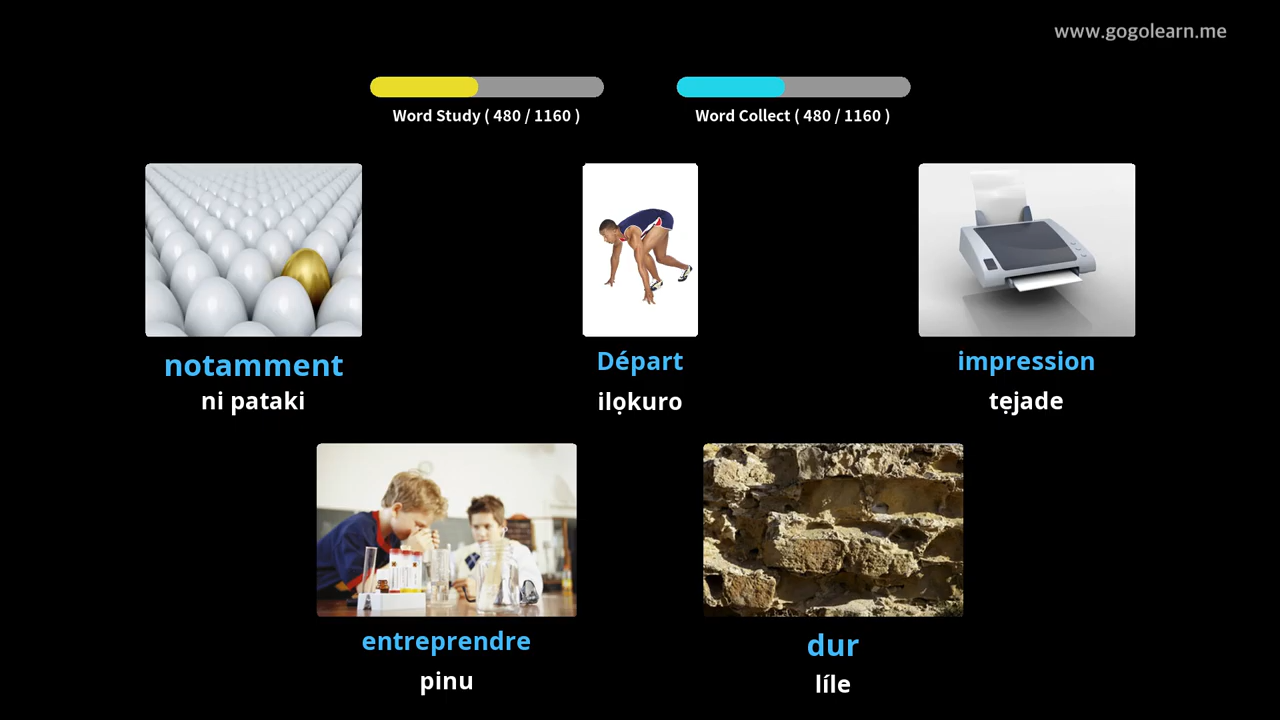 www.gogolearn.me
Word Study ( 480 / 1160 )
Word Collect ( 480 / 1160 )
notamment
ni pataki
Départ
ilọkuro
impression
tẹjade
entreprendre
pinu
dur
líle